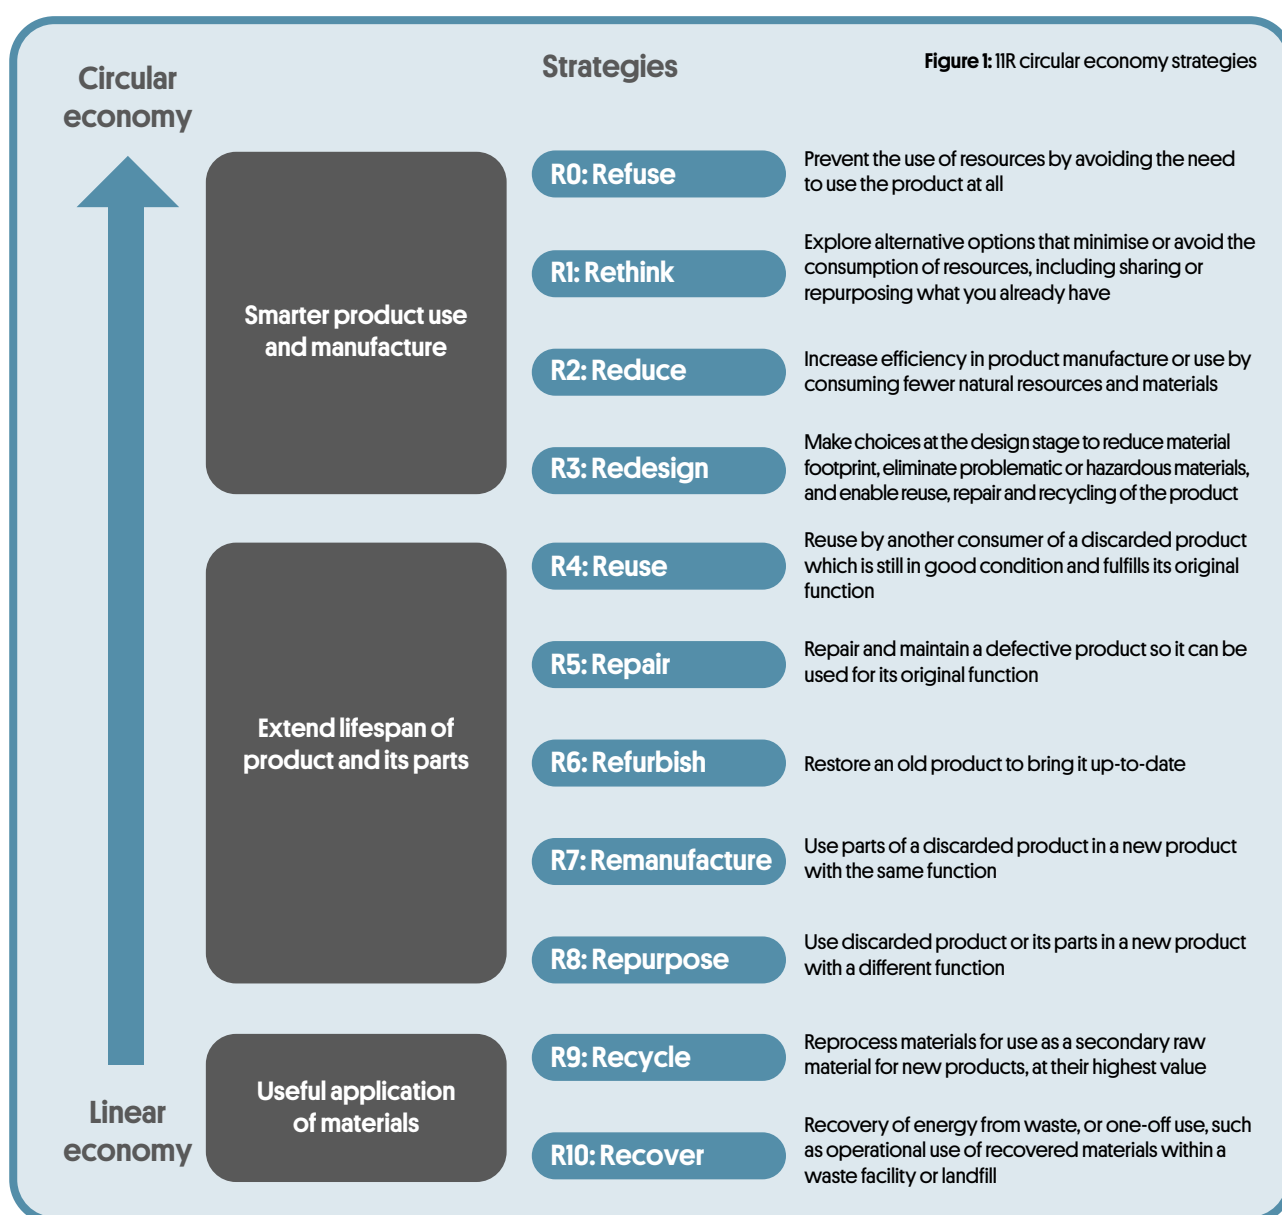 Circular
economy
Strategies
Figure 1: 11R circular economy strategies
Smarter product use
and manufacture
R0: Refuse
Prevent the use of resources by avoiding the need
to use the product at all
R1: Rethink
Explore alternative options that minimise or avoid the
consumption of resources, including sharing or
repurposing what you already have
R2: Reduce
Increase efficiency in product manufacture or use by
consuming fewer natural resources and materials
R3: Redesign
Make choices at the design stage to reduce material
footprint, eliminate problematic or hazardous materials,
and enable reuse, repair and recycling of the product
Extend lifespan of
product and its parts
R4: Reuse
Reuse by another consumer of a discarded product
which is still in good condition and fulfills its original
function
R5: Repair
Repair and maintain a defective product so it can be
used for its original function
R6: Refurbish
Restore an old product to bring it up-to-date
R7: Remanufacture
Use parts of a discarded product in a new product
with the same function
R8: Repurpose
Use discarded product or its parts in a new product
with a different function
Linear
economy
Useful application
of materials
R9: Recycle
Reprocess materials for use as a secondary raw
material for new products, at their highest value
R10: Recover
Recovery of energy from waste, or one-off use, such
as operational use of recovered materials within a
waste facility or landfill